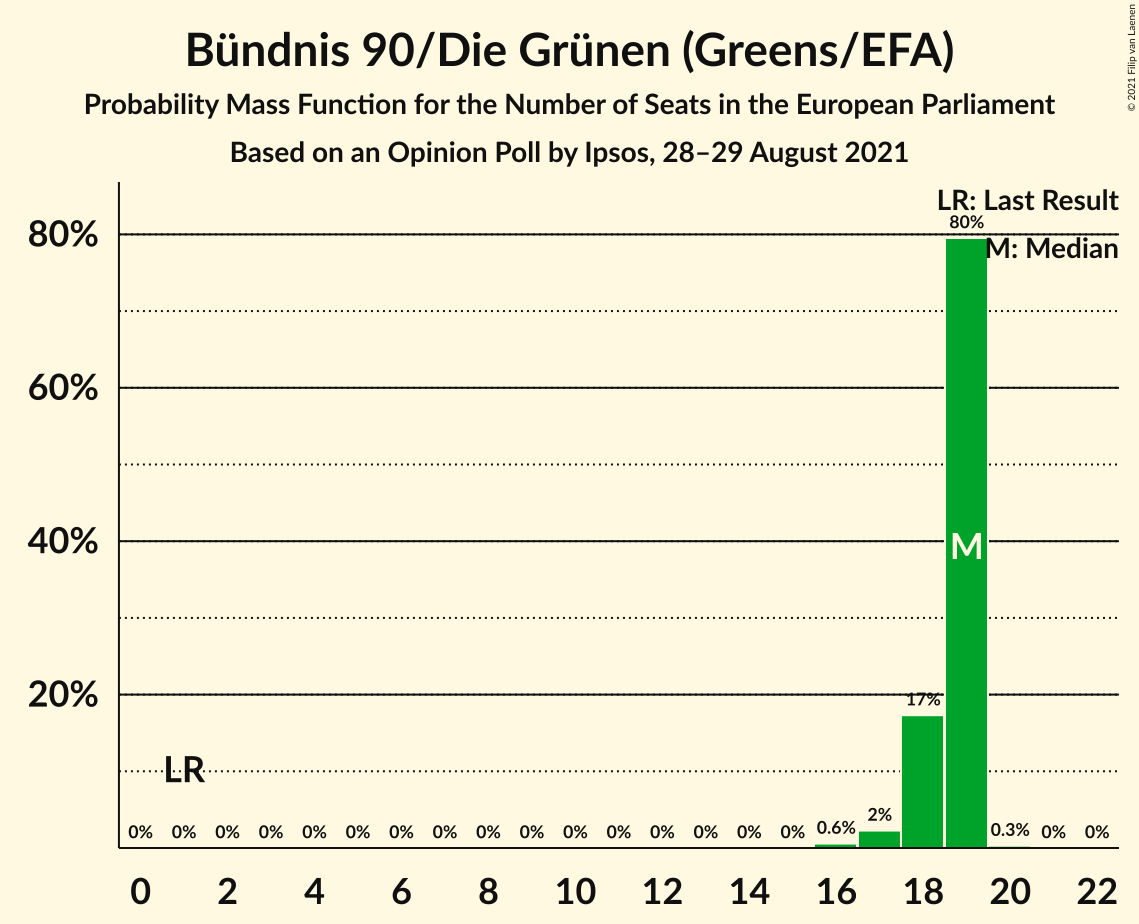 Bündnis 90/Die Grünen (Greens/EFA)
Probability Mass Function for the Number of Seats in the European Parliament
Based on an Opinion Poll by Ipsos, 28–29 August 2021
© 2021 Filip van Laenen
LR: Last Result
M: Median
80%
60%
40%
20%
LR
M
0% 0% 0% 0% 0% 0% 0% 0% 0% 0% 0% 0% 0% 0% 0% 0% 0.6% 2% 17% 80% 0.3% 0% 0%
0 2 4 6 8 10 12 14 16 18 20 22